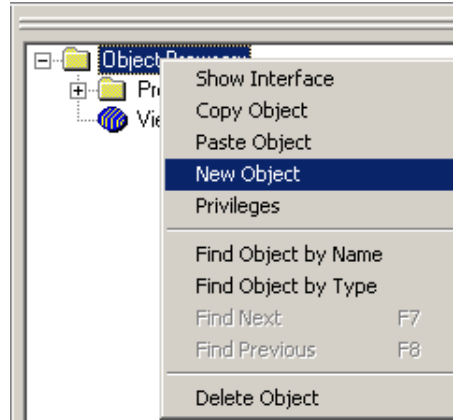 Object
Show Interface
Copy Object
Paste Object
New Object
Privileges
Find Object by Name
Find Object by Type
Find Next F7
Find Previous F8
Delete Object